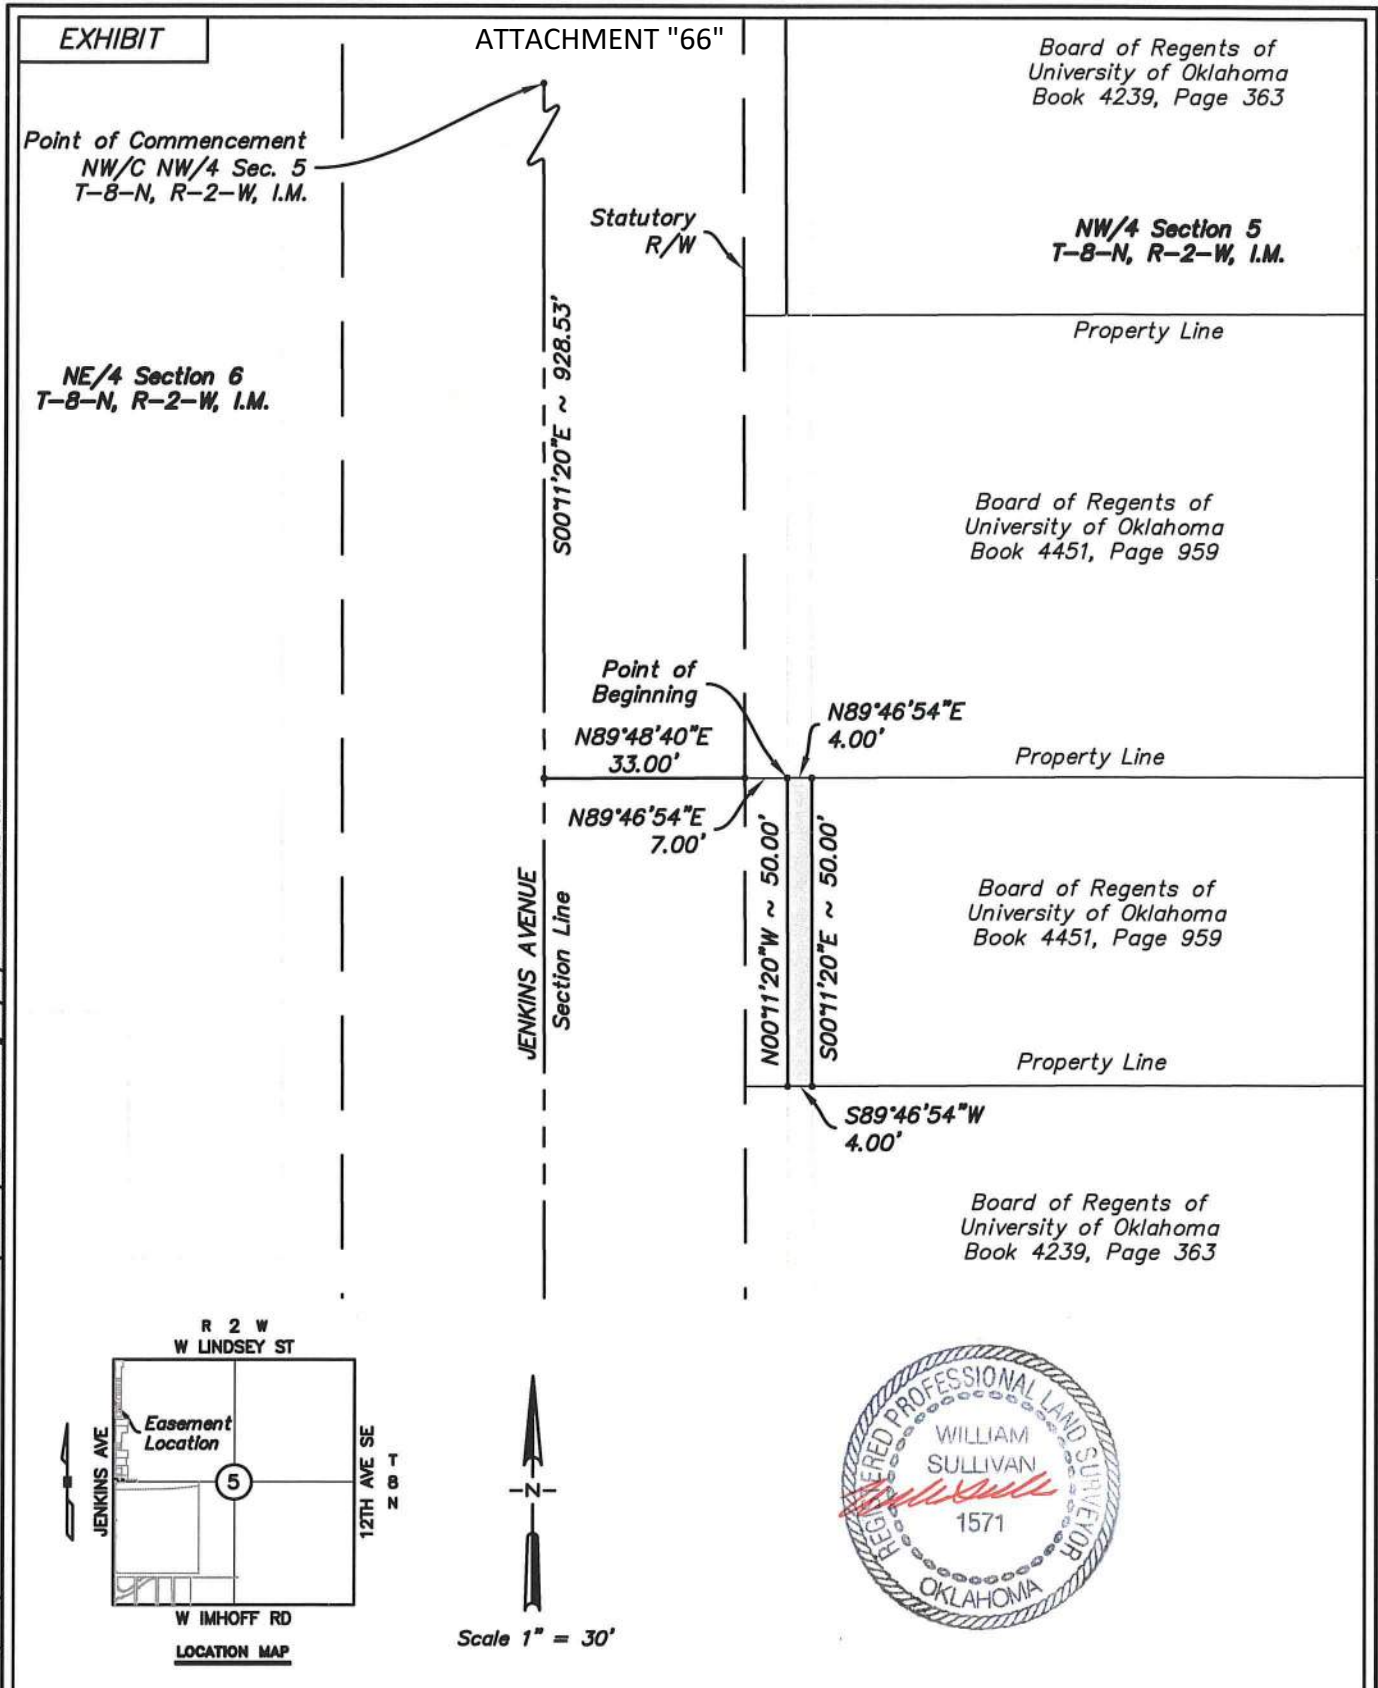 EXHIBIT
ATTACHMENT "66"
Board of Regents of
University of Oklahoma
Book 4239, Page 363
Point of Commencement
NW/C NW/4 Sec. 5
T-8-N, R-2-W, I.M.
Statutory
R/W
NW/4 Section 5
T-8-N, R-2-W, I.M.
S00°11'20"E ~ 928.53'
Property Line
NE/4 Section 6
T-8-N, R-2-W, I.M.
Board of Regents of
University of Oklahoma
Book 4451, Page 959
Point of
Beginning
N89°46'54"E
4.00'
N89°48'40"E
33.00'
Property Line
N89°46'54"E
7.00'
N00°11'20"W ~ 50.00'
S00°11'20"E ~ 50.00'
JENKINS AVENUE
Section Line
Board of Regents of
University of Oklahoma
Book 4451, Page 959
Property Line
S89°46'54"W
4.00'
Board of Regents of
University of Oklahoma
Book 4239, Page 363
R 2 W
W LINDSEY ST
JENKINS AVE
Easement
Location
5
12TH AVE SE
T
8
N
W IMHOFF RD
LOCATION MAP
-N-
Scale 1" = 30'
REGISTERED PROFESSIONAL LAND SURVEYOR
WILLIAM
SULLIVAN
1571
OKLAHOMA